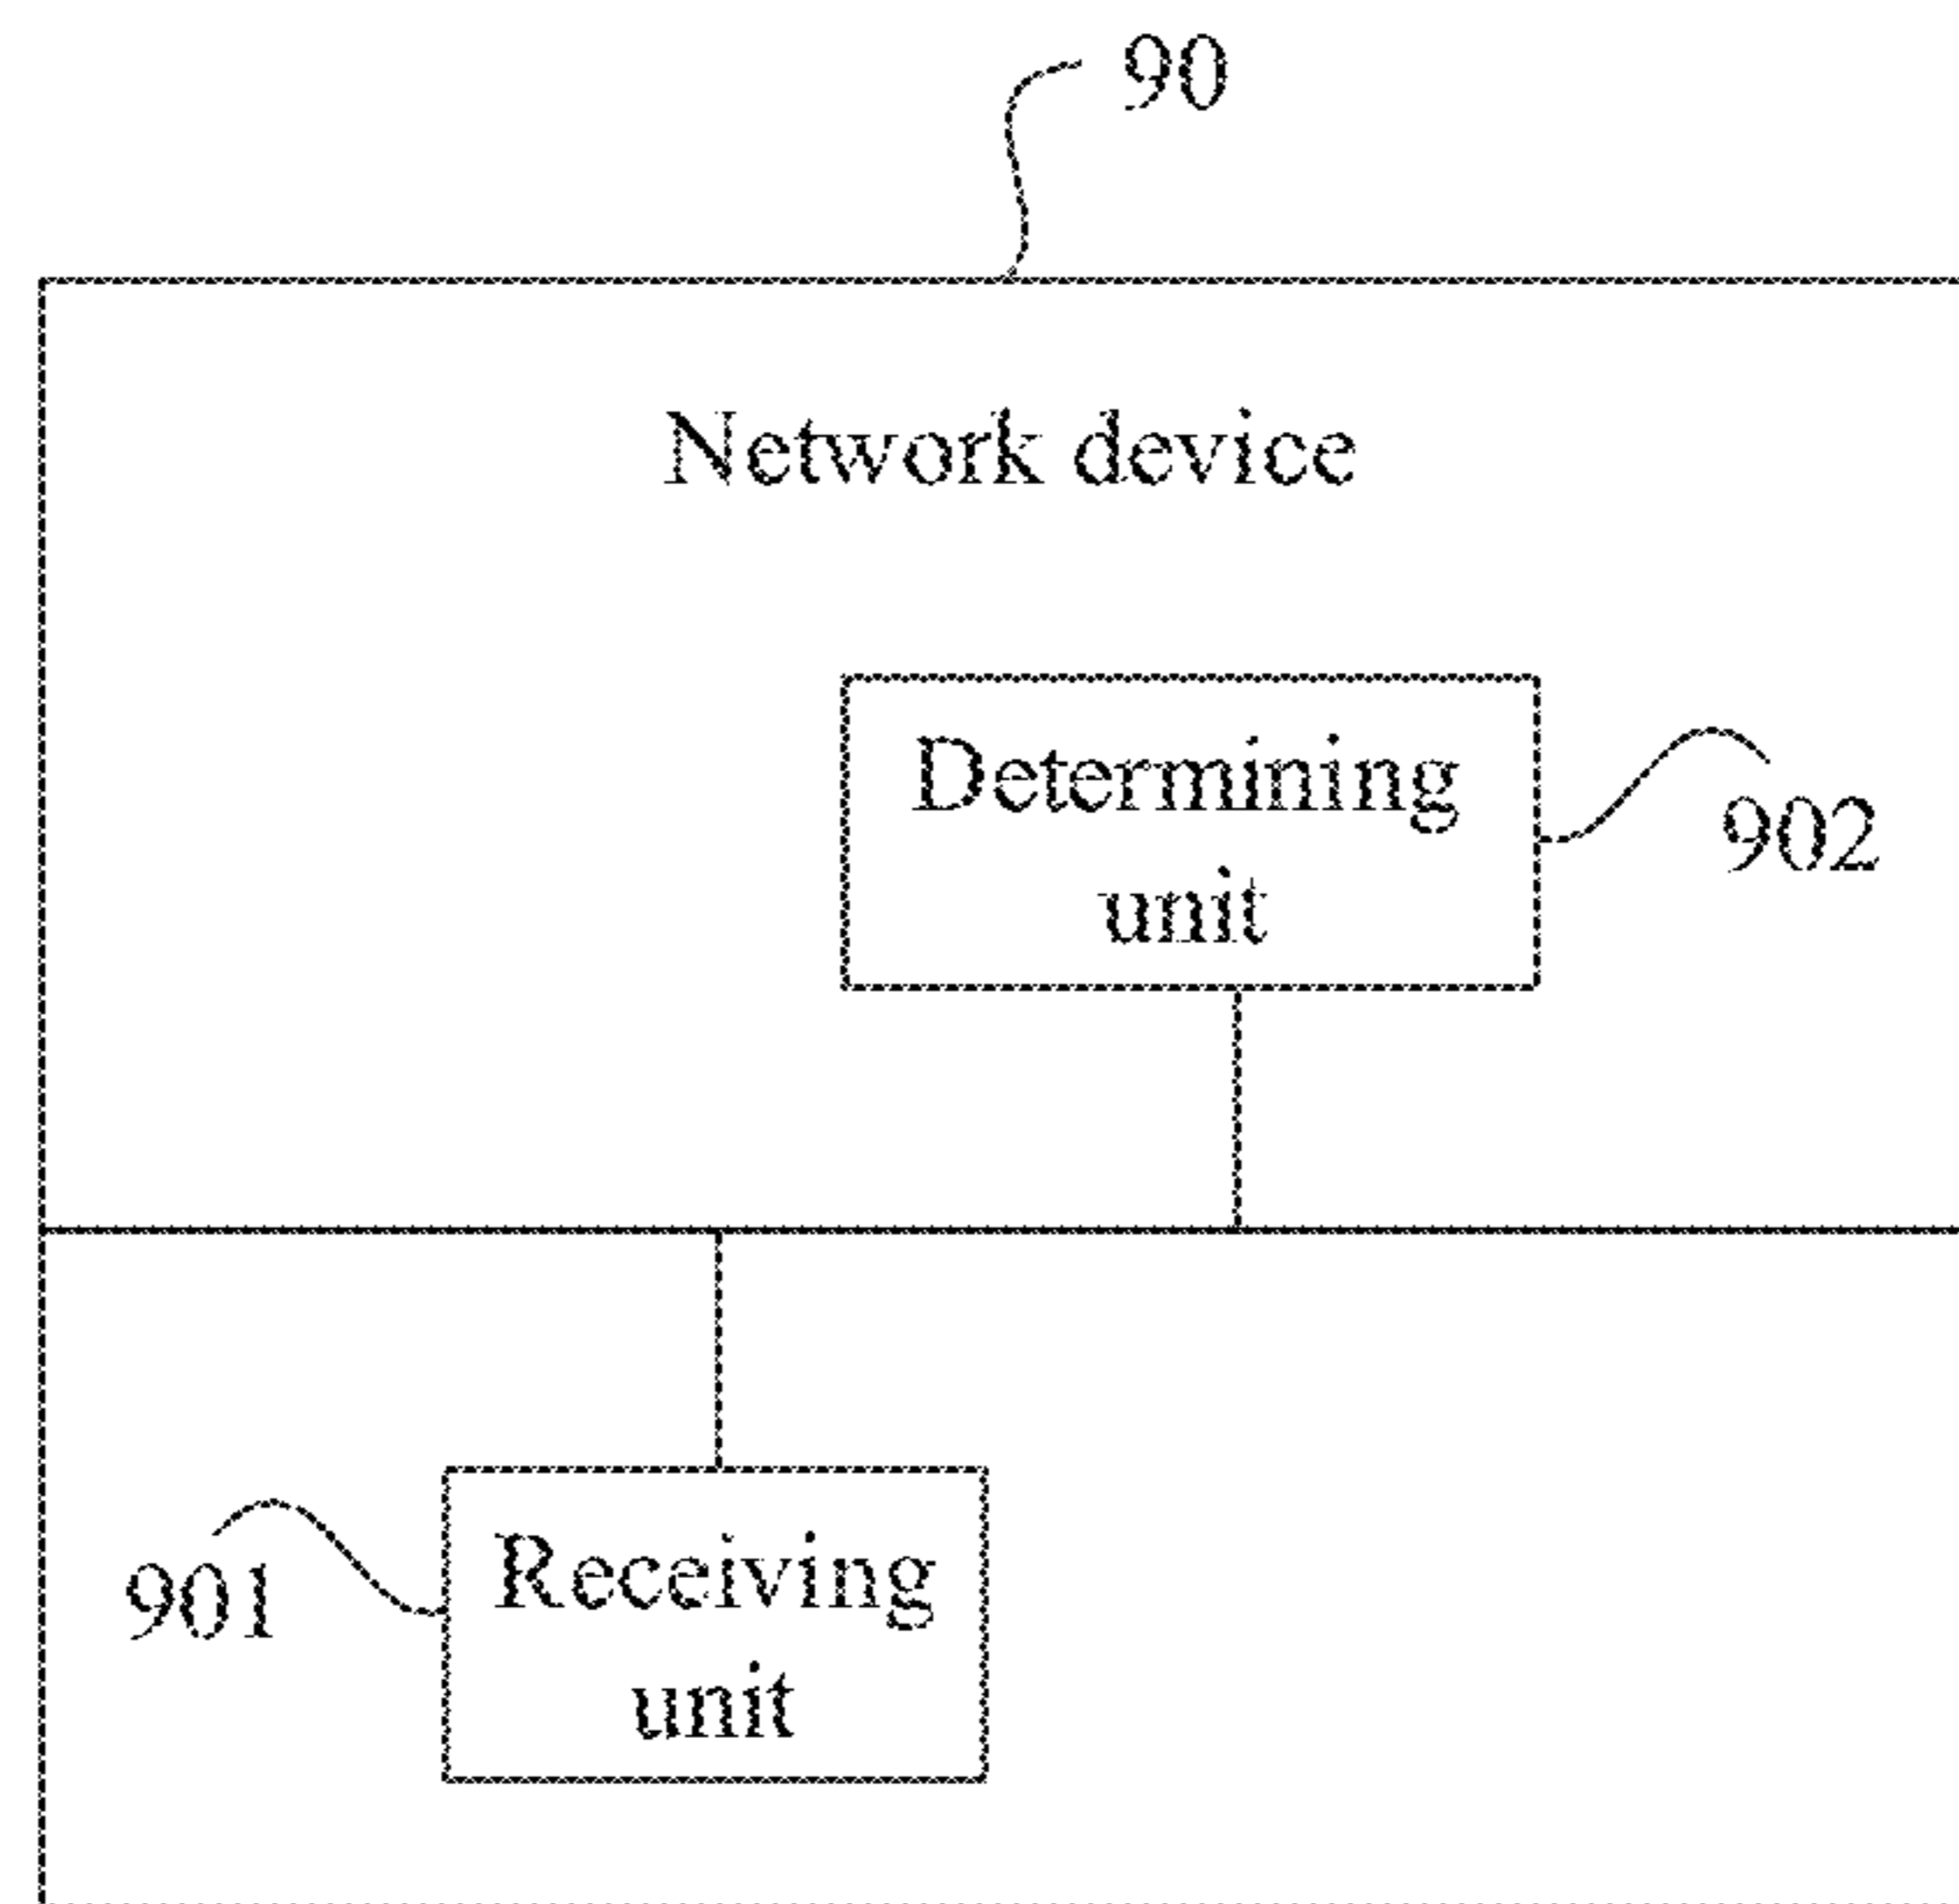 90
Network device
Determining
unit
902
901
Receiving
unit